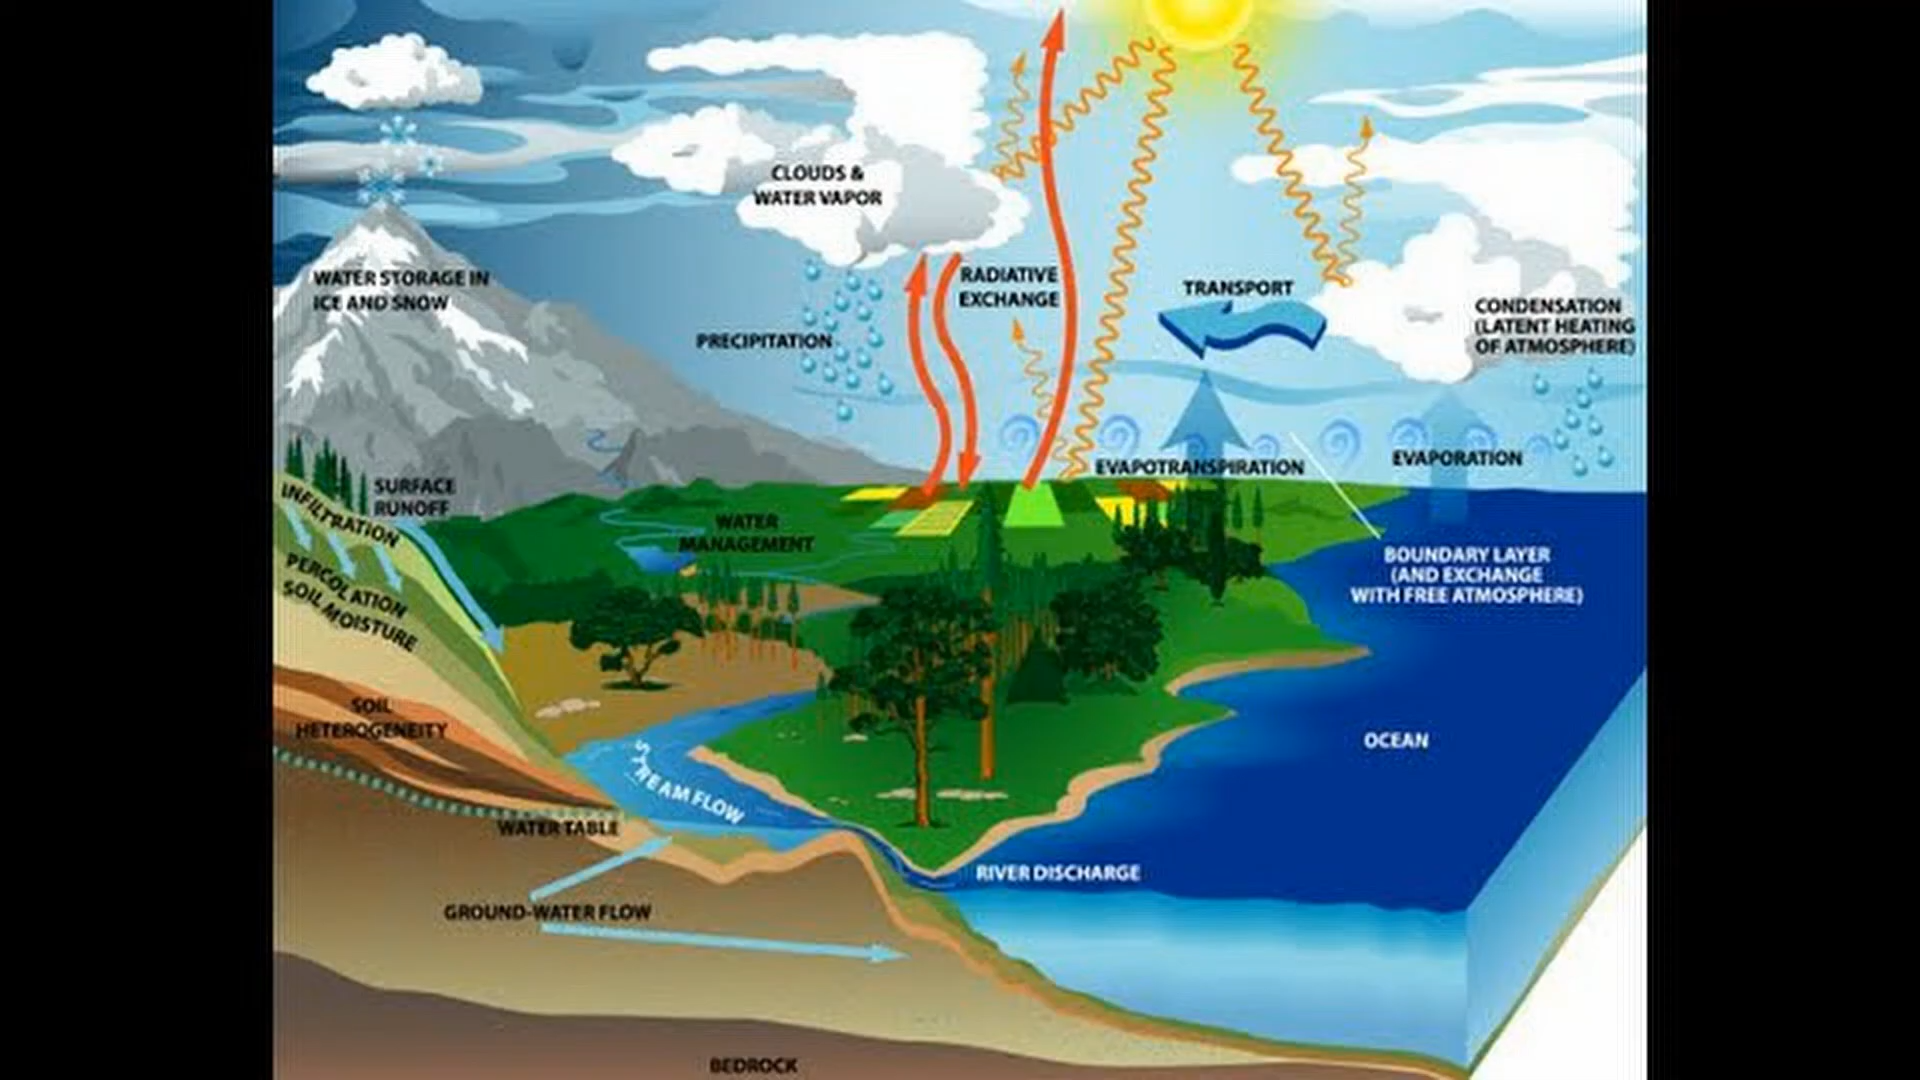 CLOUDS &
WATER VAPOR
WATER STORAGE IN
ICE AND SNOW
RADIATIVE
EXCHANGE
TRANSPORT
CONDENSATION
(LATENT HEATING
OF ATMOSPHERE)
PRECIPITATION
EVAPOTRANSPIRATION
EVAPORATION
SURFACE
RUNOFF
INFILTRATION
WATER
MANAGEMENT
BOUNDARY LAYER
(AND EXCHANGE
WITH FREE ATMOSPHERE)
PERCOLATION
SOIL MOISTURE
SOIL
HETEROGENEITY
OCEAN
STREAM FLOW
WATER TABLE
RIVER DISCHARGE
GROUND-WATER FLOW
BEDROCK